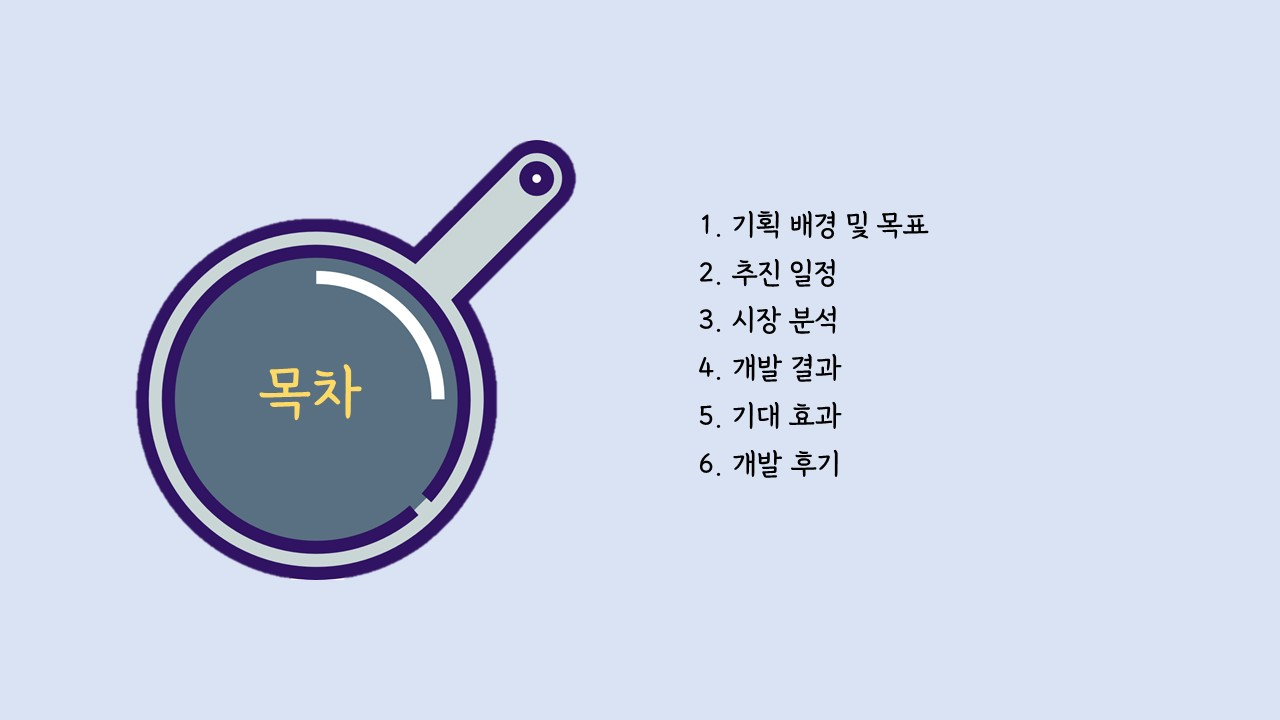 목차
1. 기획 배경 및 목표
2. 추진 일정
3. 시장 분석
4. 개발 결과
5. 기대 효과
6. 개발 후기